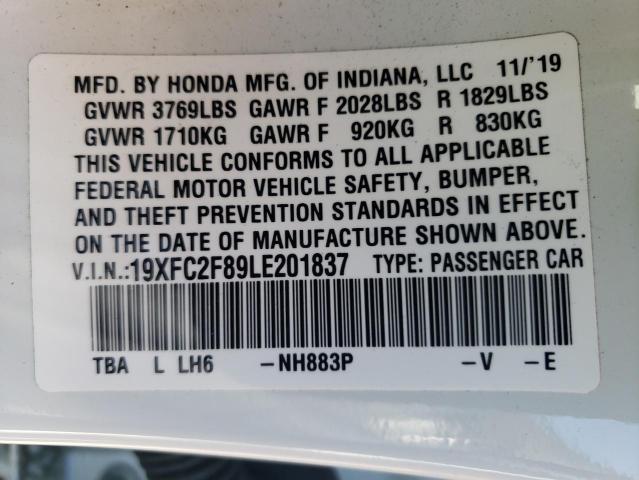 MFD. BY HONDA MFG. OF INDIANA, LLC 11/'19
GVWR 3769LBS GAWR F 2028LBS R 1829LBS
GVWR 1710KG GAWR F 920KG R 830KG
THIS VEHICLE CONFORMS TO ALL APPLICABLE
FEDERAL MOTOR VEHICLE SAFETY, BUMPER,
AND THEFT PREVENTION STANDARDS IN EFFECT
ON THE DATE OF MANUFACTURE SHOWN ABOVE.
V.I.N.:19XFC2F89LE201837 TYPE: PASSENGER CAR
TBA L LH6 -NH883P -V -E